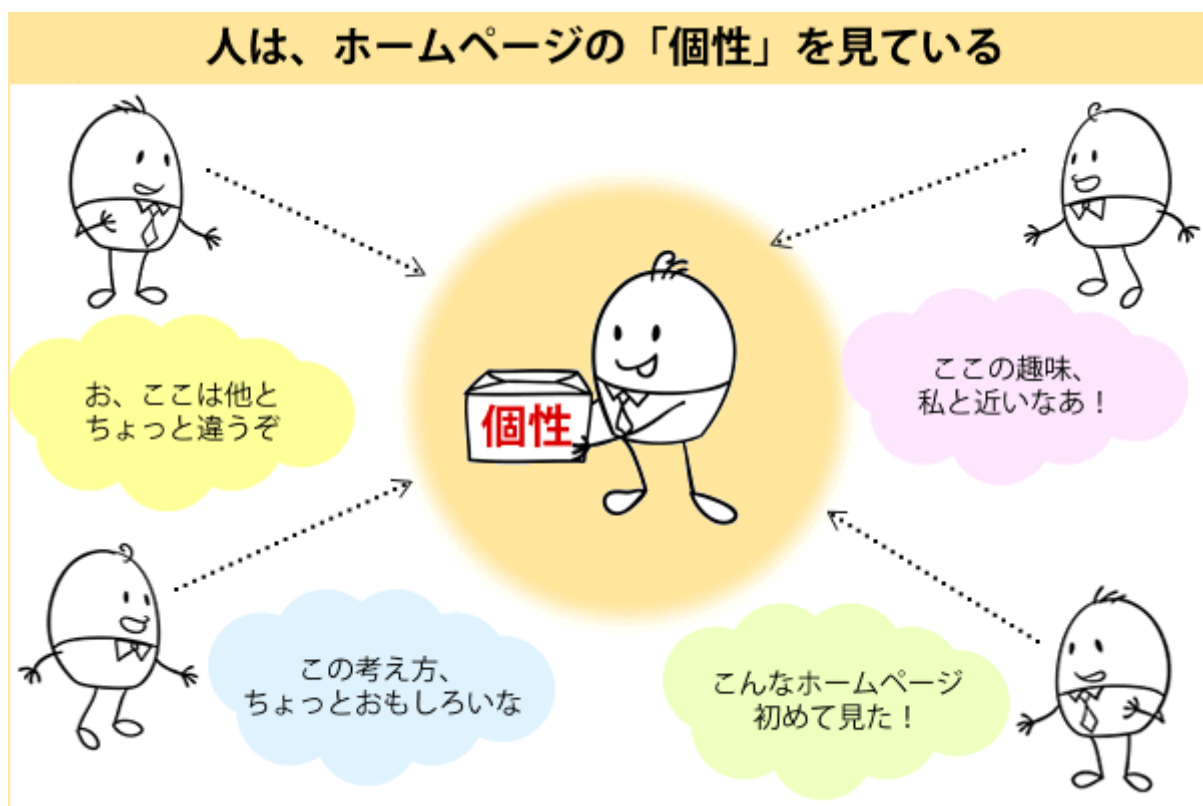 人は、ホームページの「個性」を見ている
お、ここは他と
ちょっと違うぞ
ここの趣味、
私と近いなあ！
個性
この考え方、
ちょっとおもしろいな
こんなホームページ
初めて見た！